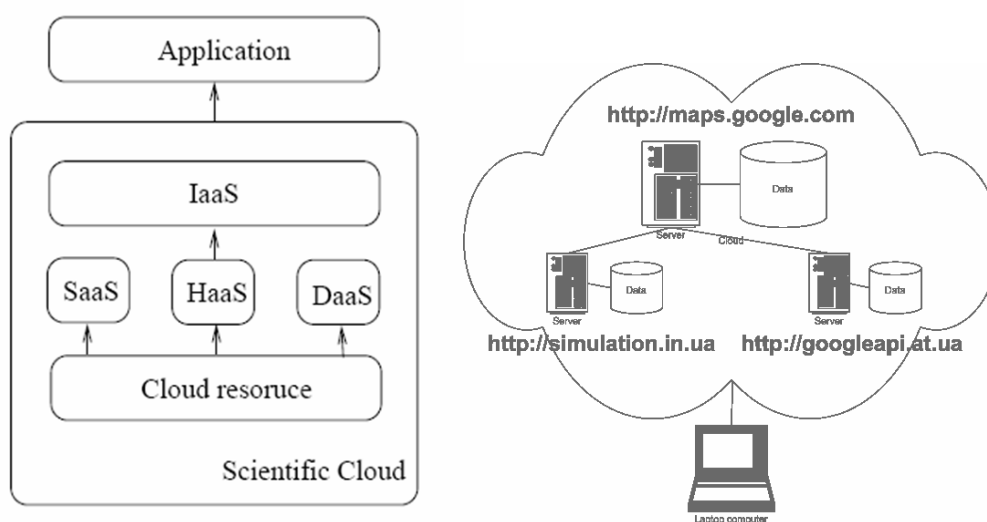 Application
IaaS
SaaS
HaaS
DaaS
Cloud resoruce
Scientific Cloud
http://maps.google.com
Data
Server
Cloud
Data
Server
http://simulation.in.ua
Data
Server
http://googleapi.at.ua
Laptop computer